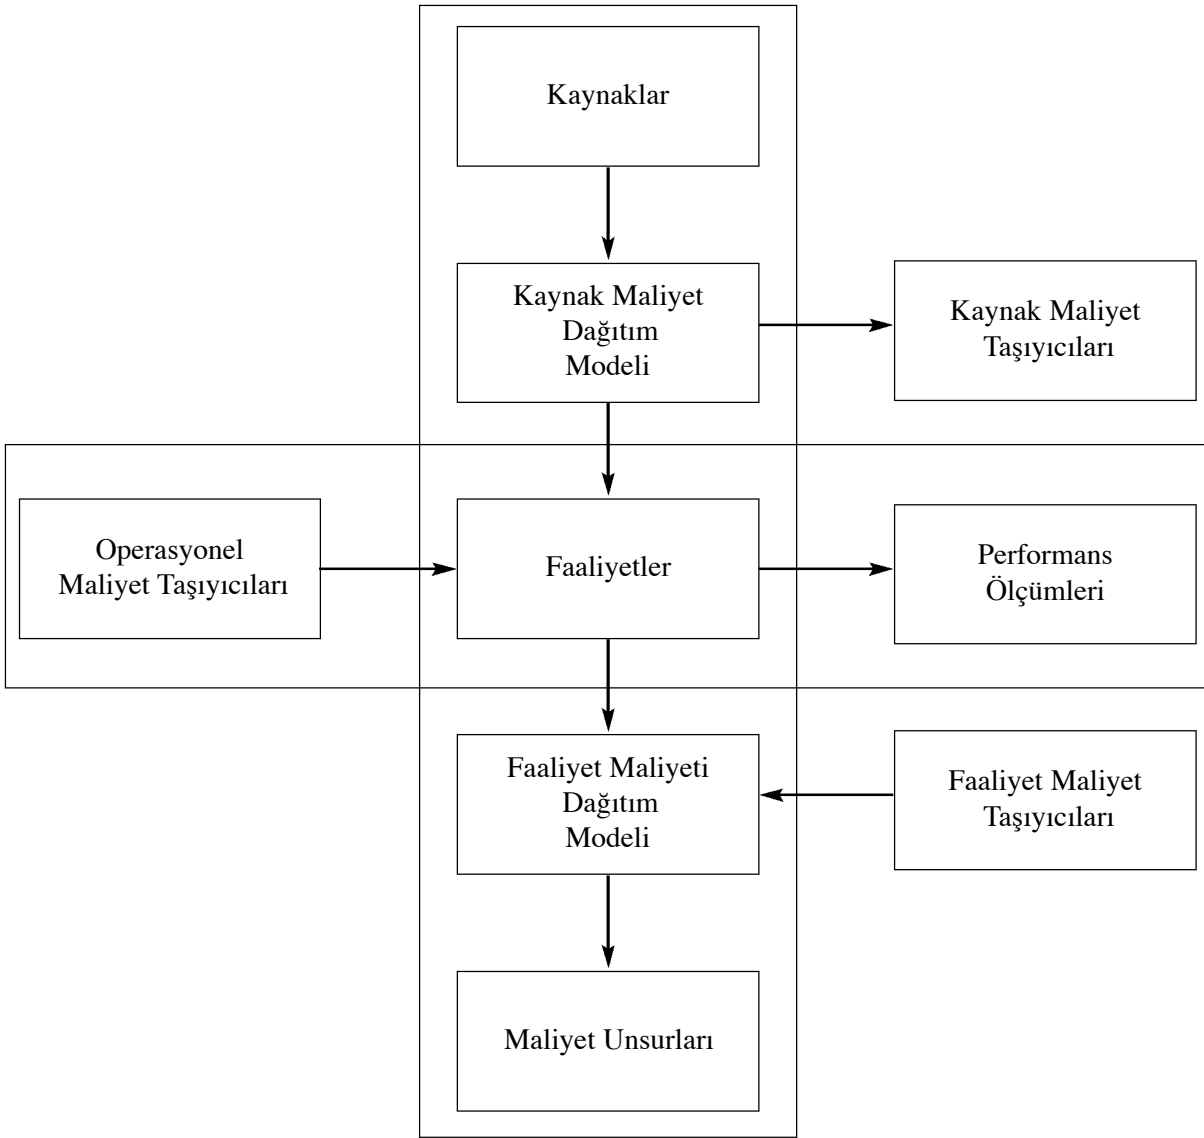 Kaynaklar
Kaynak Maliyet
Dağıtım
Modeli
Kaynak Maliyet
Taşıyıcıları
Operasyonel
Maliyet Taşıyıcıları
Faaliyetler
Performans
Ölçümleri
Faaliyet Maliyeti
Dağıtım
Modeli
Faaliyet Maliyet
Taşıyıcıları
Maliyet Unsurları